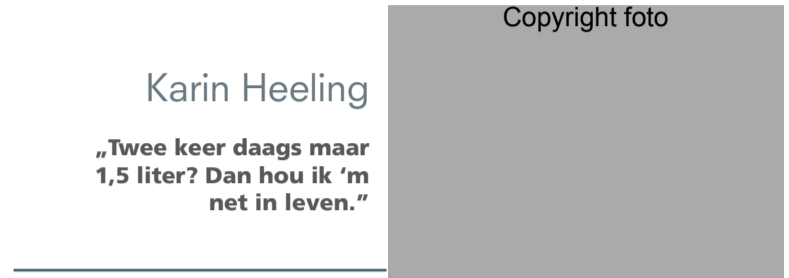 Copyright foto
Karin Heeling
„Twee keer daags maar
1,5 liter? Dan hou ik ‘m
net in leven.”